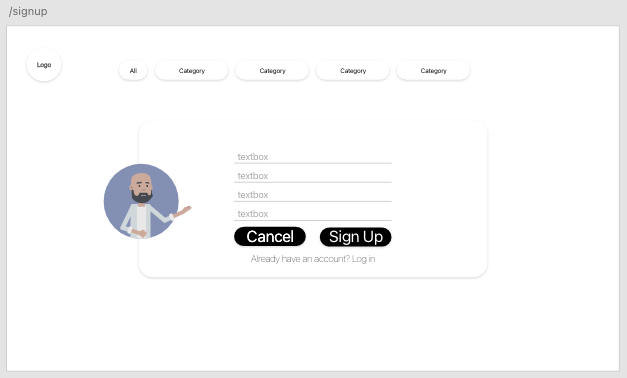 /signup
Logo
All Category Category Category Category
textbox
textbox
textbox
textbox
Cancel Sign Up
Already have an account? Log in